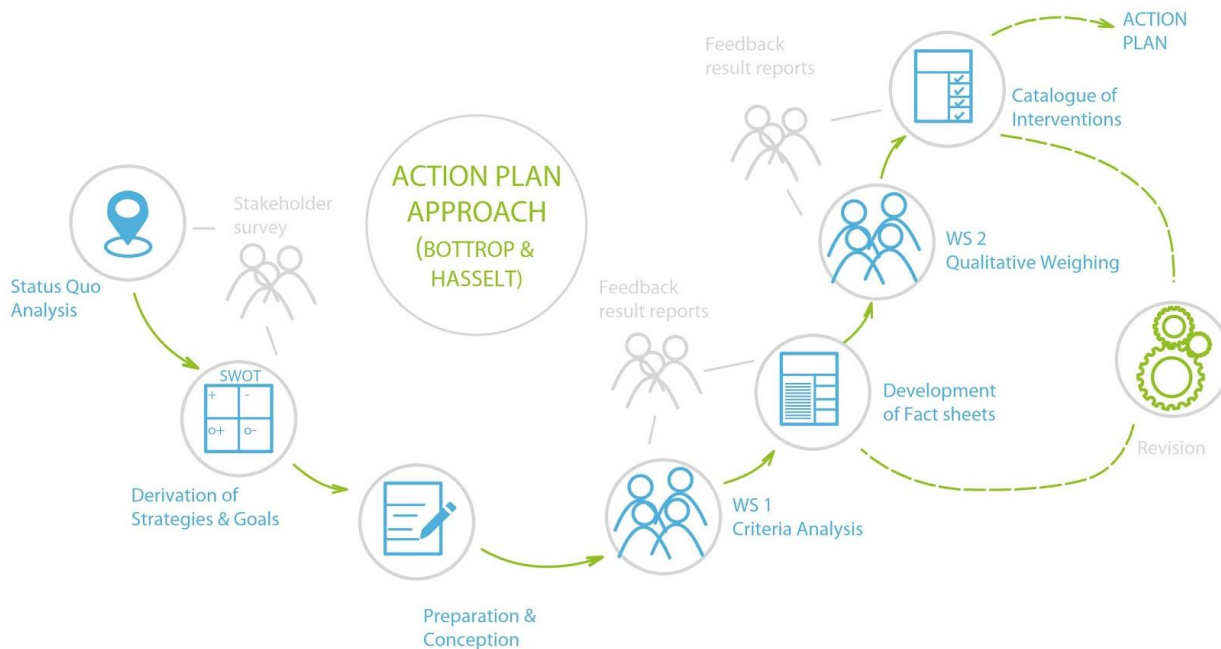 ACTION
PLAN
Feedback
result reports
Catalogue of
Interventions
ACTION PLAN
APPROACH
(BOTTROP &
HASSELT)
Stakeholder
survey
WS 2
Qualitative Weighing
Status Quo
Analysis
Feedback
result reports
SWOT
+ -
o+ o-
Development
of Fact sheets
Revision
Derivation of
Strategies & Goals
WS 1
Criteria Analysis
Preparation &
Conception